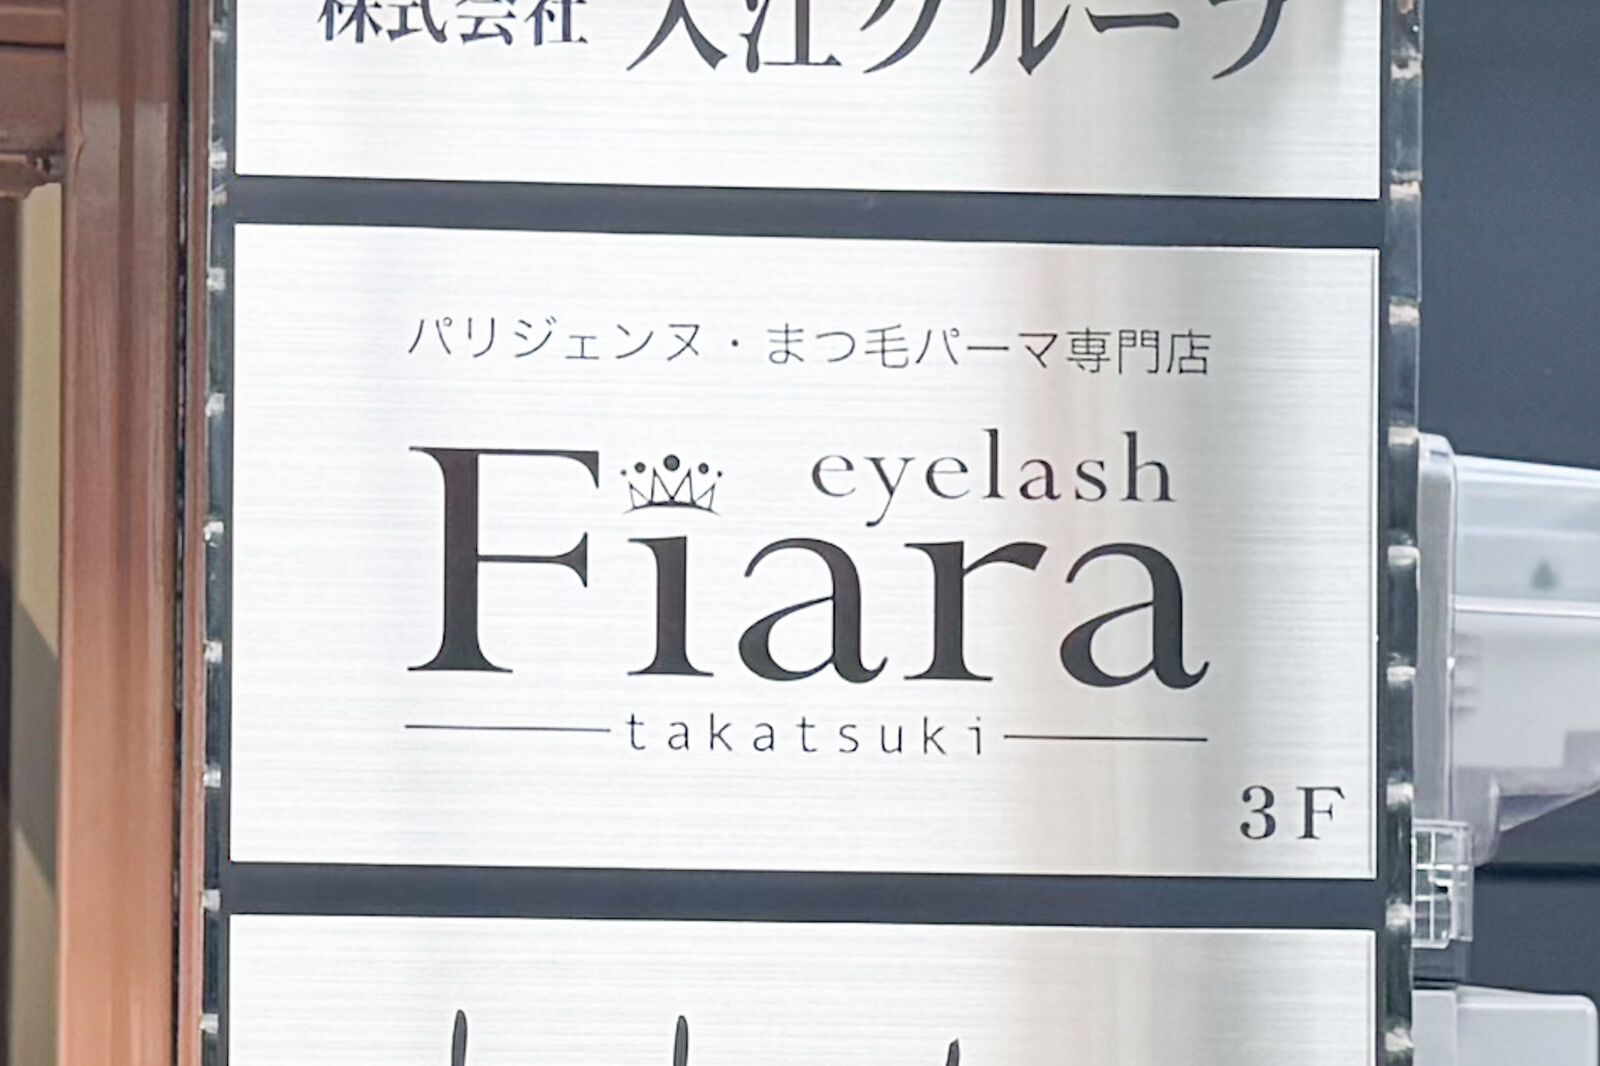 株式会社 入江グループ
パリジェンヌ・まつ毛パーマ専門店
eyelash
Fiara
takatsuki
3F